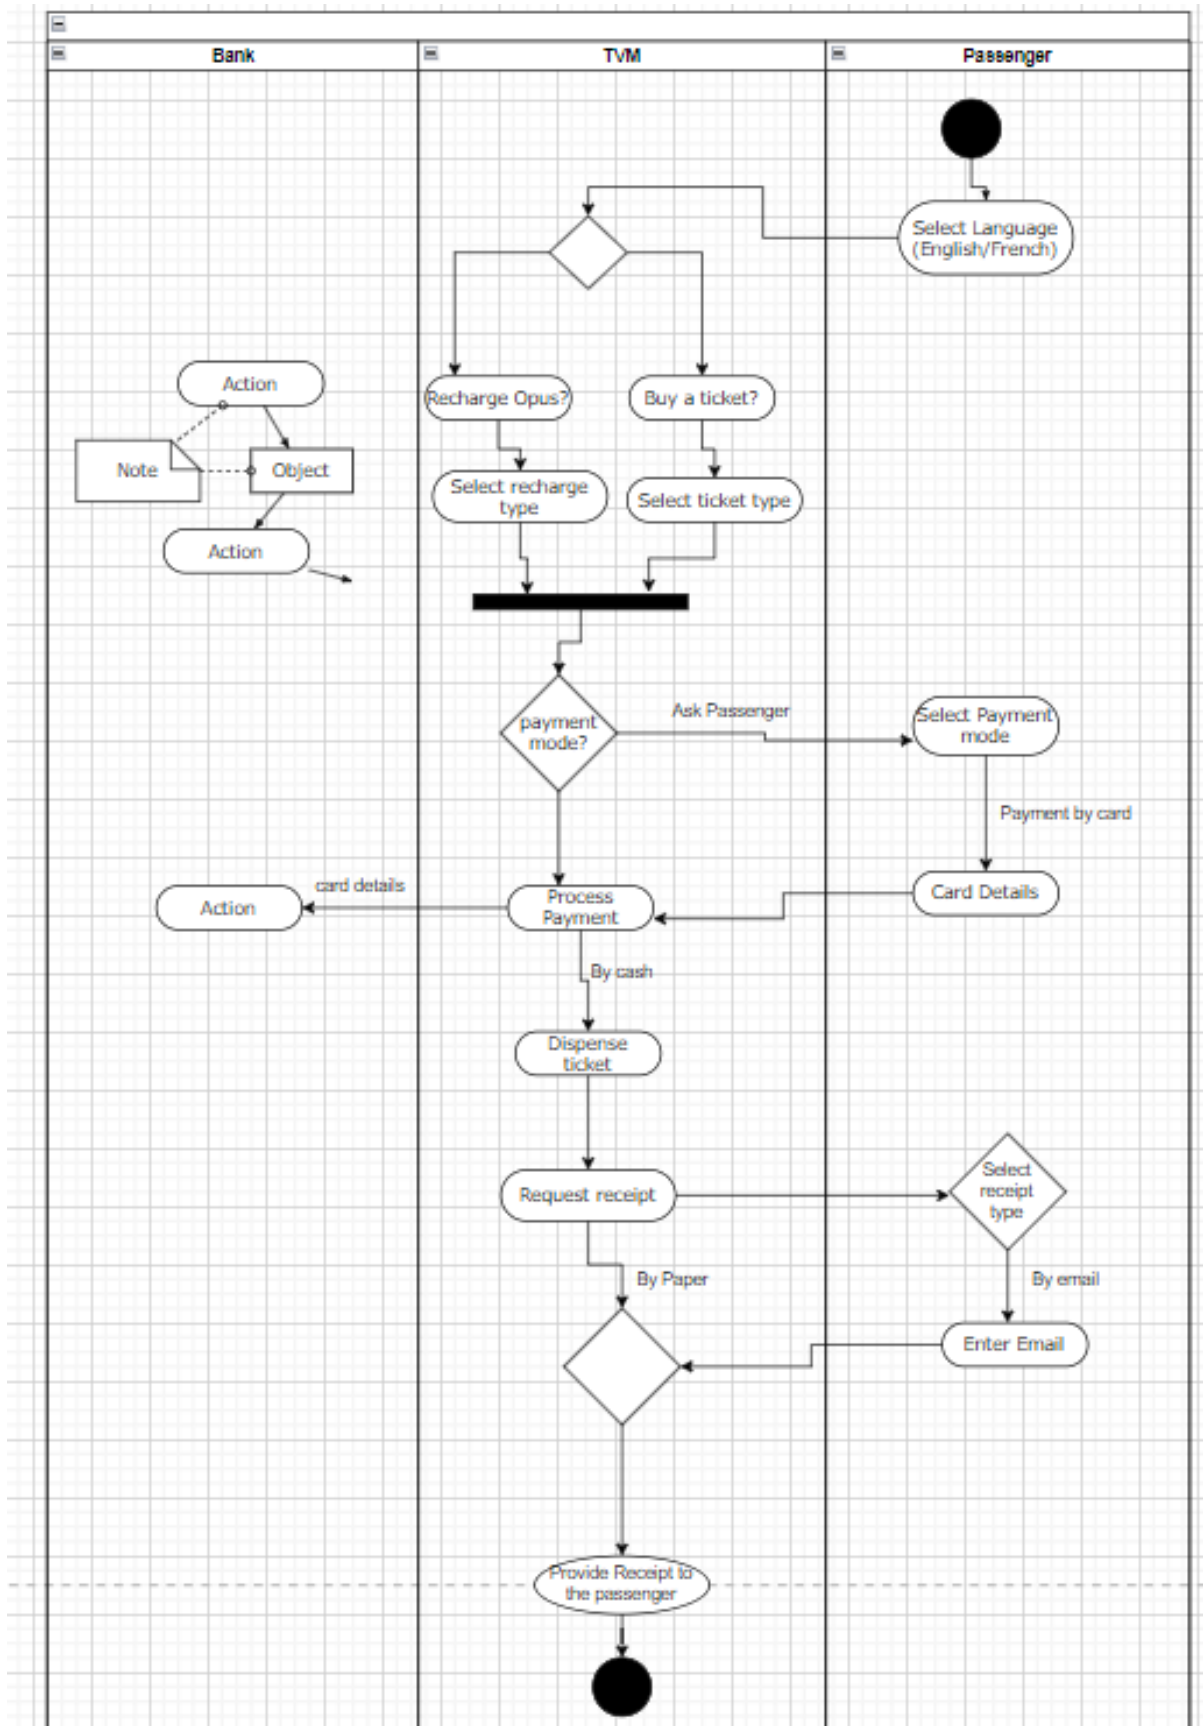 Bank
TVM
Passenger
Select Language
(English/French)
Action
Recharge Opus?
Buy a ticket?
Note
Object
Select recharge
type
Select ticket type
Action
payment
mode?
Ask Passenger
Select Payment
mode
Payment by card
Action
card details
Process
Payment
Card Details
By cash
Dispense
ticket
Request receipt
Select
receipt
type
By Paper
By email
Enter Email
Provide Receipt to
the passenger